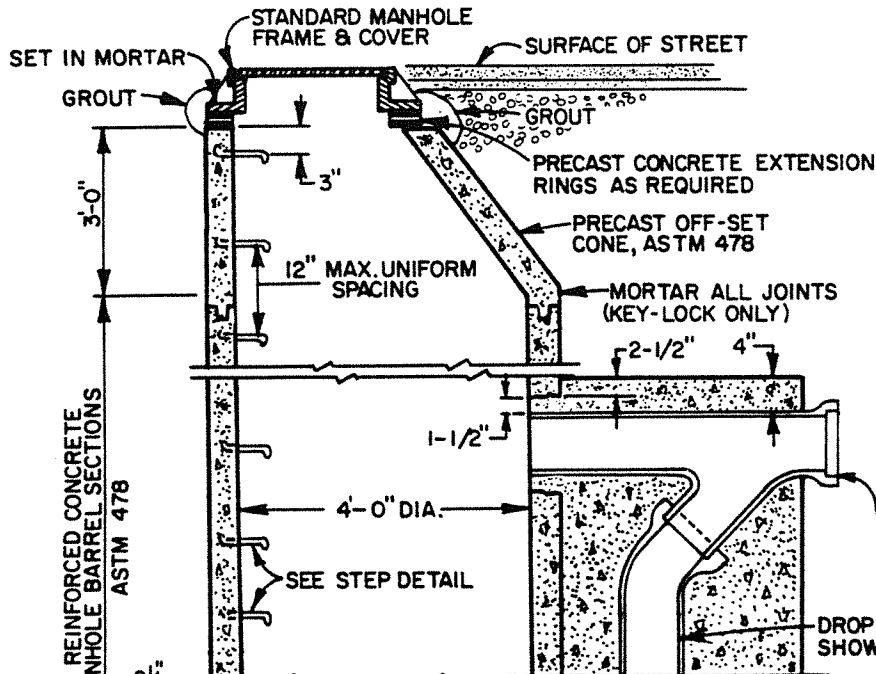 STANDARD MANHOLE
FRAME & COVER
SET IN MORTAR
SURFACE OF STREET
GROUT
GROUT
3"
PRECAST CONCRETE EXTENSION
RINGS AS REQUIRED
3'-0"
PRECAST OFF-SET
CONE, ASTM 478
12" MAX. UNIFORM
SPACING
MORTAR ALL JOINTS
(KEY-LOCK ONLY)
2-1/2"
4"
1-1/2"
REINFORCED CONCRETE
NHOLE BARREL SECTIONS
ASTM 478
4'-0" DIA.
SEE STEP DETAIL
DROP
SHOW